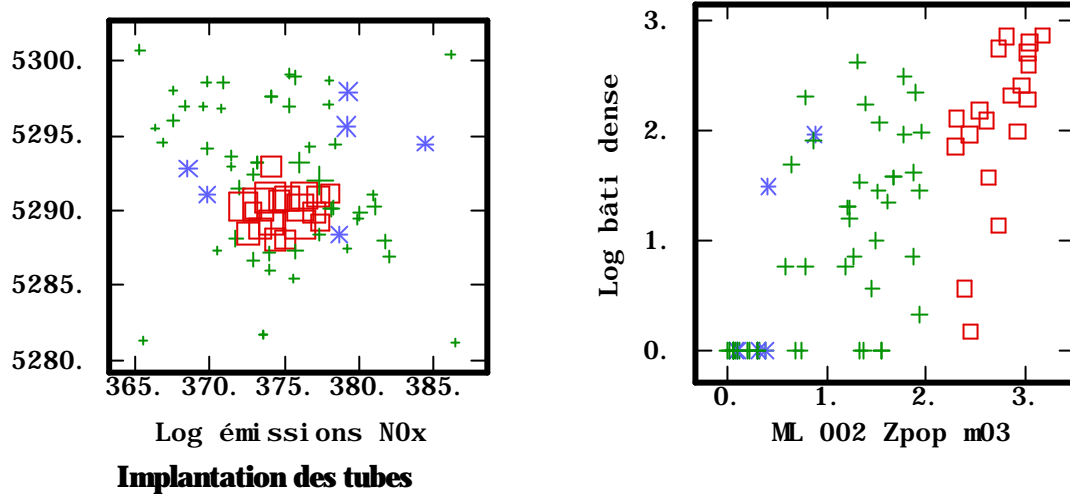 5300.
5295.
5290.
5285.
5280.
365. 370. 375. 380. 385.
Log émissions NOx
Implantation des tubes
3.
2.
1.
0.
Log bâti dense
0. 1. 2. 3.
ML 002 Zpop m03